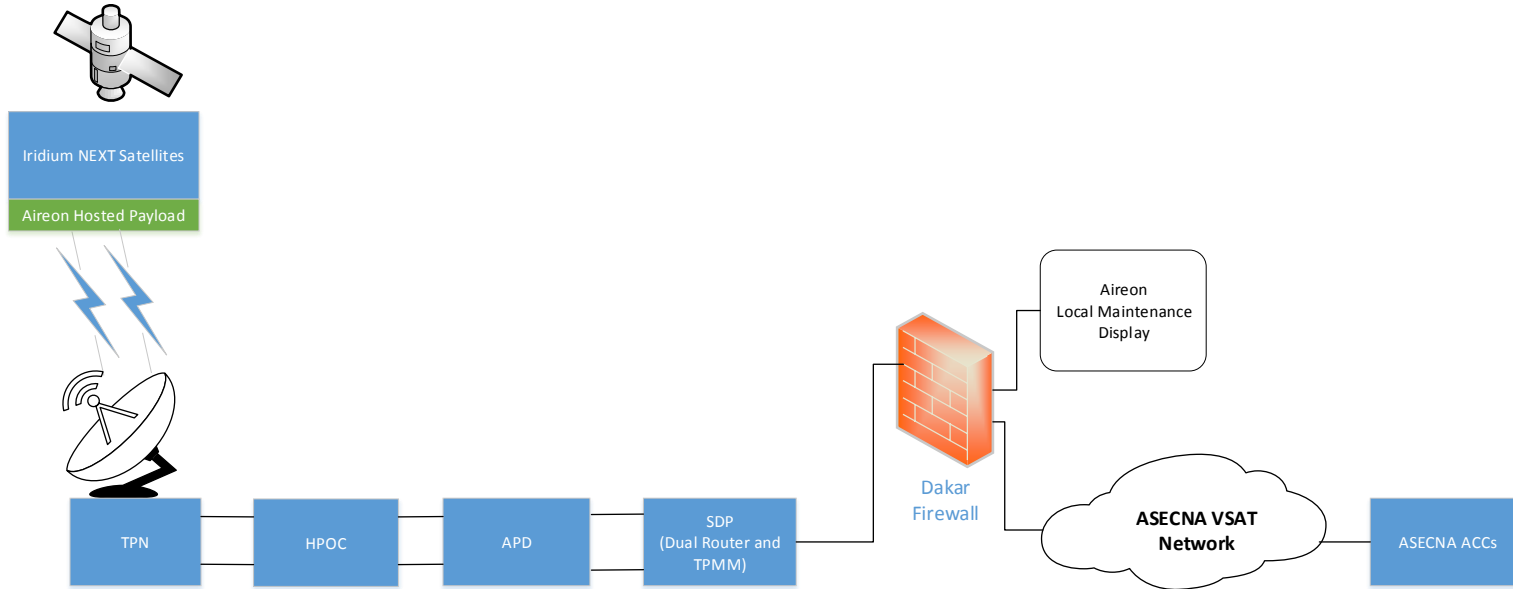 Iridium NEXT Satellites
Aireon Hosted Payload
Aireon
Local Maintenance
Display
Dakar
Firewall
TPN
HPOC
APD
SDP
(Dual Router and
TPMM)
ASECNA VSAT
Network
ASECNA ACCs